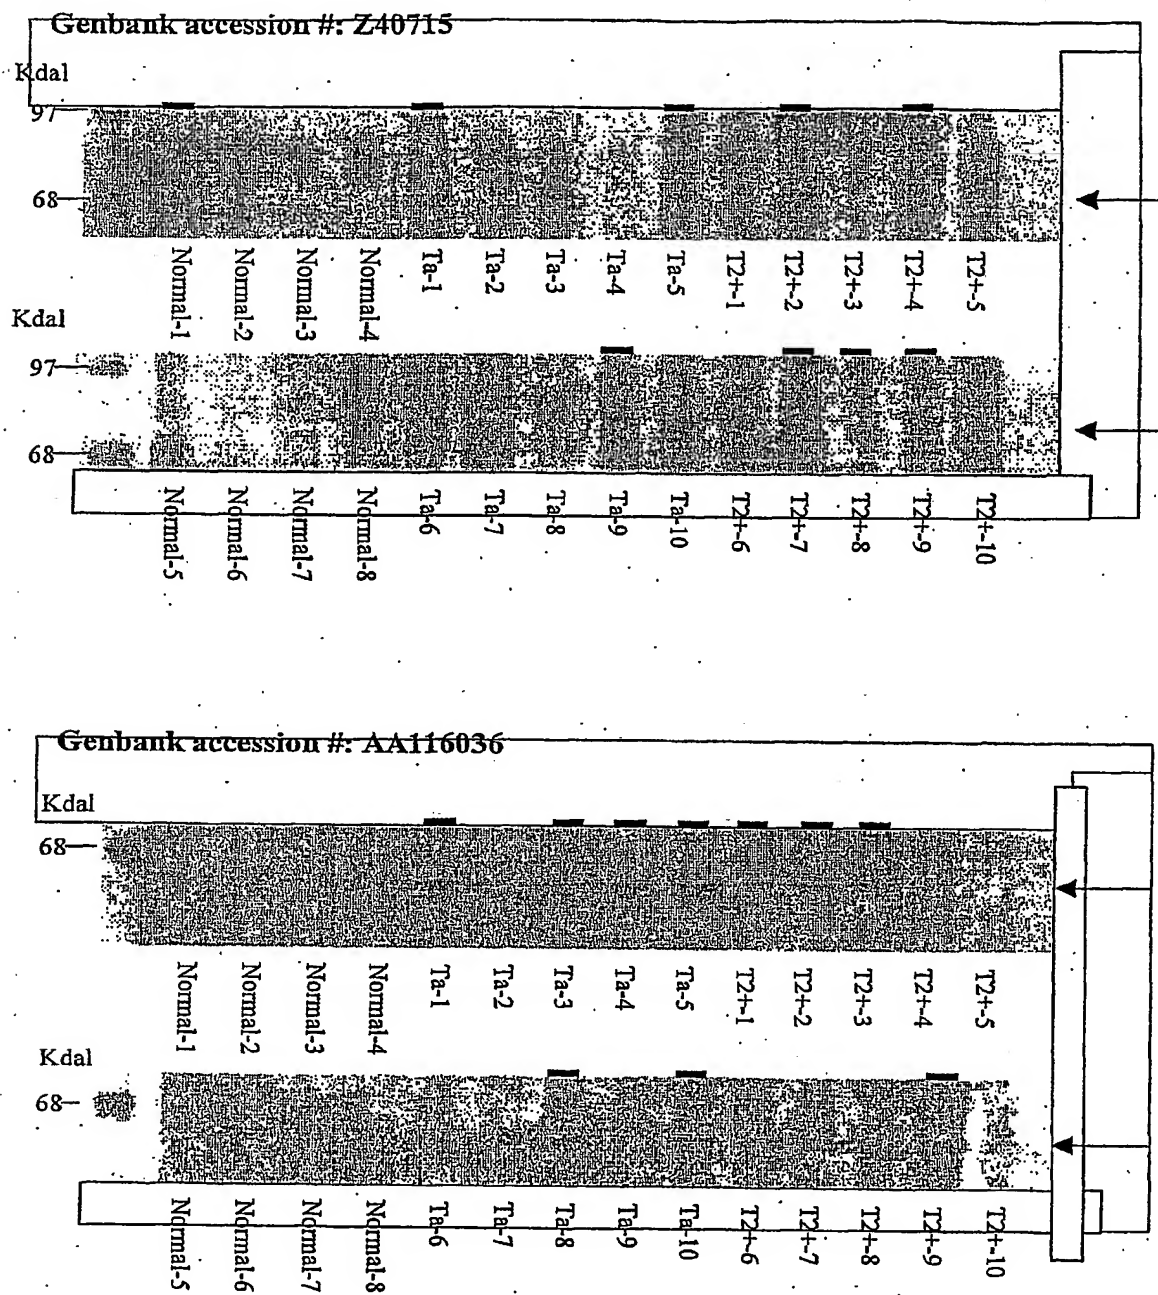 Genbank accession #: Z40715
Kdal
97
68
Normal-1 Normal-2 Normal-3 Normal-4 Ta-1 Ta-2 Ta-3 Ta-4 Ta-5 T2+-1 T2+-2 T2+-3 T2+-4 T2+-5
Kdal
97
68
Normal-5 Normal-6 Normal-7 Normal-8 Ta-6 Ta-7 Ta-8 Ta-9 Ta-10 T2+-6 T2+-7 T2+-8 T2+-9 T2+-10
Genbank accession #: AA116036
Kdal
68
Normal-1 Normal-2 Normal-3 Normal-4 Ta-1 Ta-2 Ta-3 Ta-4 Ta-5 T2+-1 T2+-2 T2+-3 T2+-4 T2+-5
Kdal
68
Normal-5 Normal-6 Normal-7 Normal-8 Ta-6 Ta-7 Ta-8 Ta-9 Ta-10 T2+-6 T2+-7 T2+-8 T2+-9 T2+-10